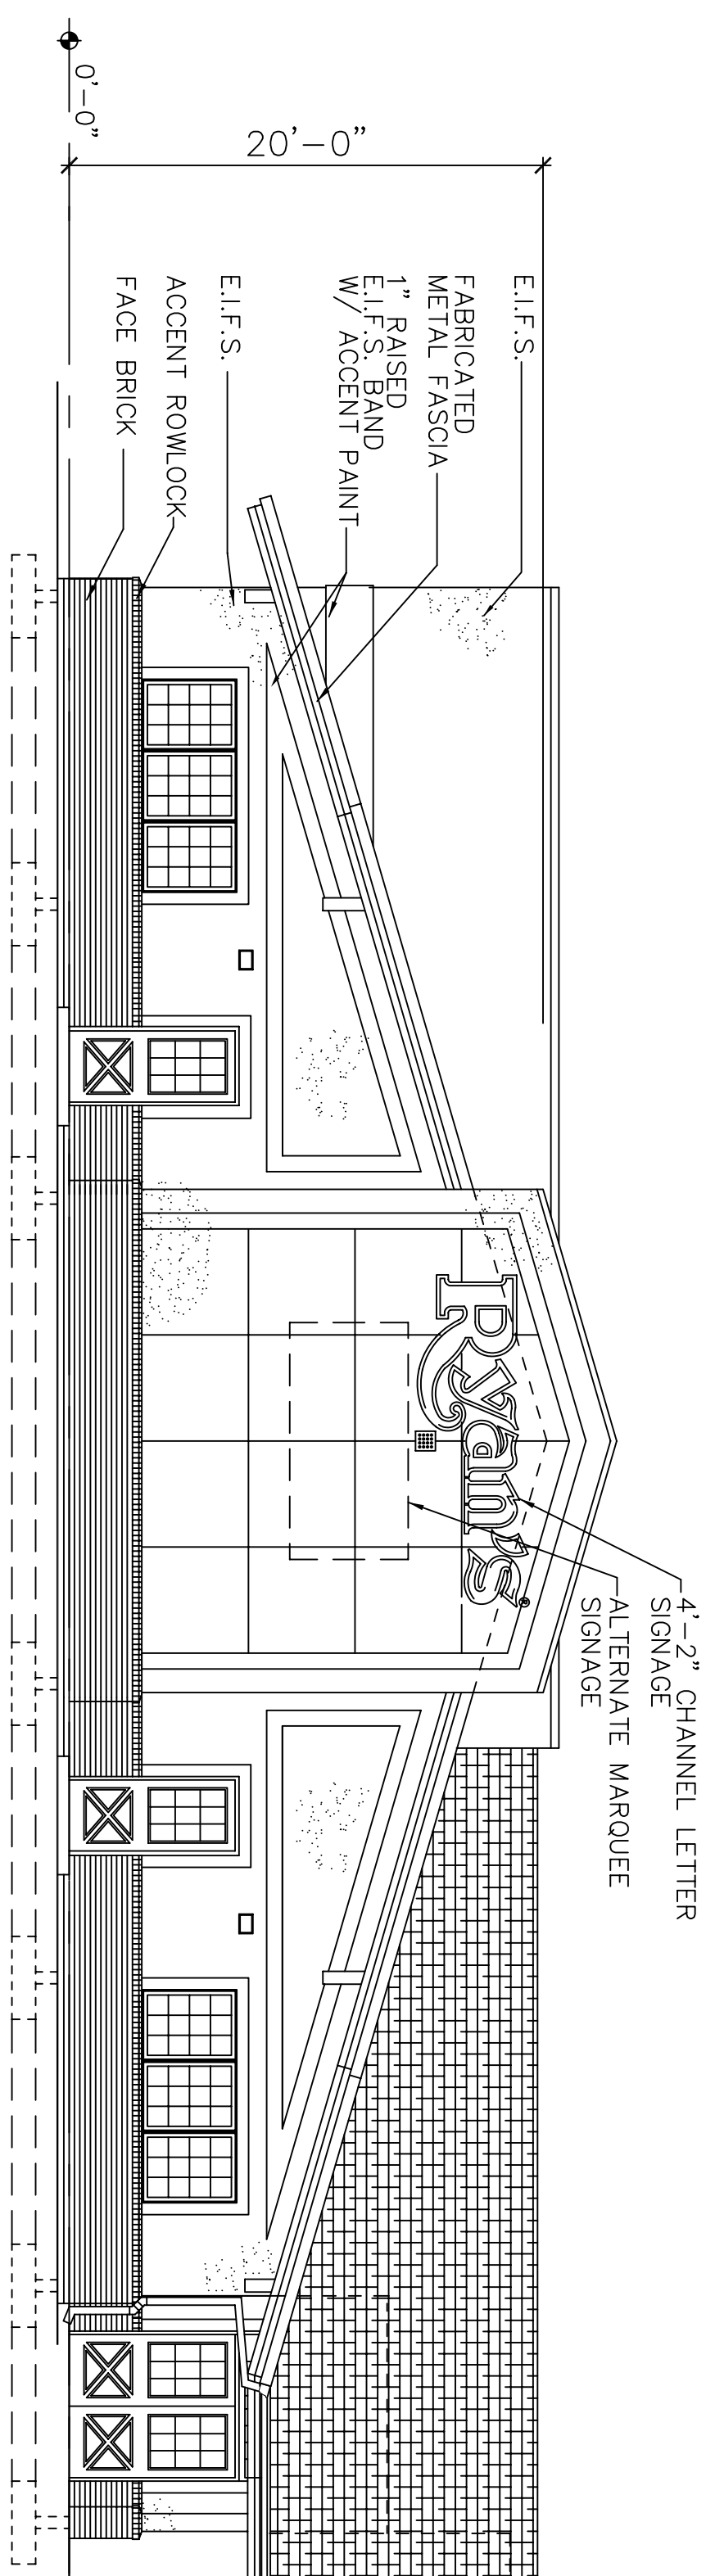 4'-2" CHANNEL LETTER
SIGNAGE
ALTERNATE MARQUEE
SIGNAGE
20'-0"
E.I.F.S.
FABRICATED
METAL FASCIA
1" RAISED
E.I.F.S. BAND
W/ ACCENT PAINT
E.I.F.S.
ACCENT ROWLOCK
FACE BRICK
0'-0"
Ryan's®